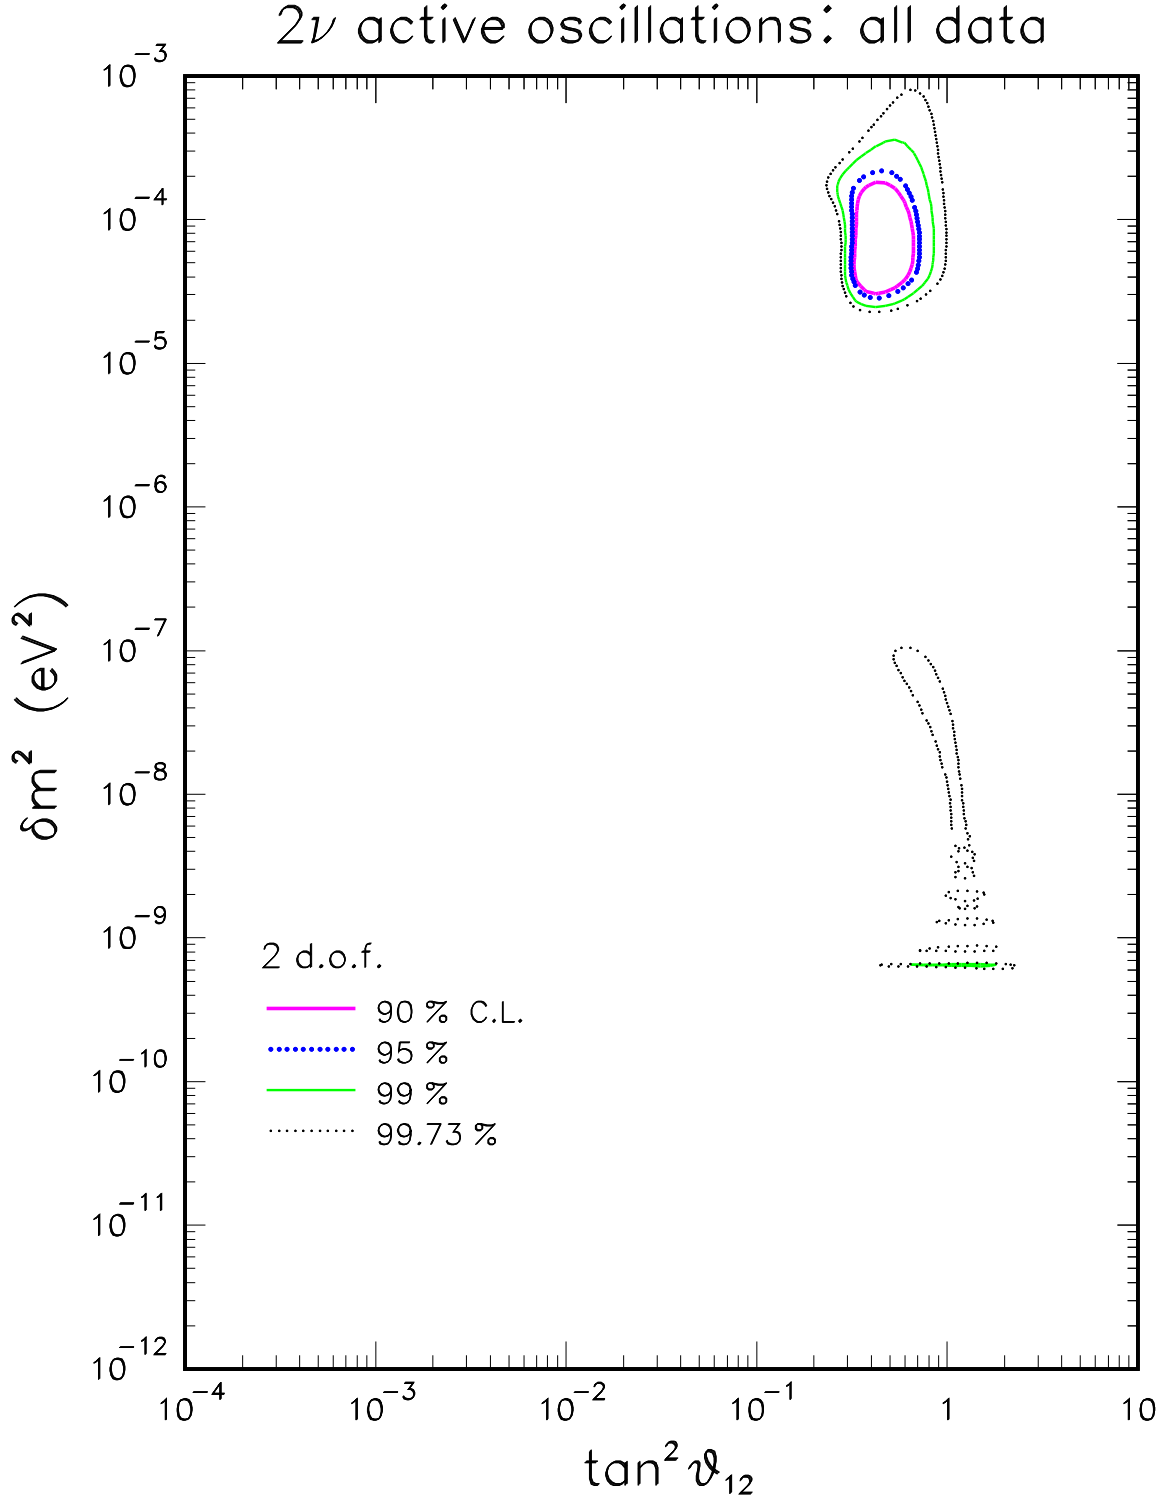 2ν active oscillations: all data
10⁻³
10⁻⁴
10⁻⁵
10⁻⁶
10⁻⁷
10⁻⁸
10⁻⁹
10⁻¹⁰
10⁻¹¹
10⁻¹²
δm² (eV²)
2 d.o.f.
90 % C.L.
95 %
99 %
99.73 %
10⁻⁴ 10⁻³ 10⁻² 10⁻¹ 1 10
tan²ϑ₁₂